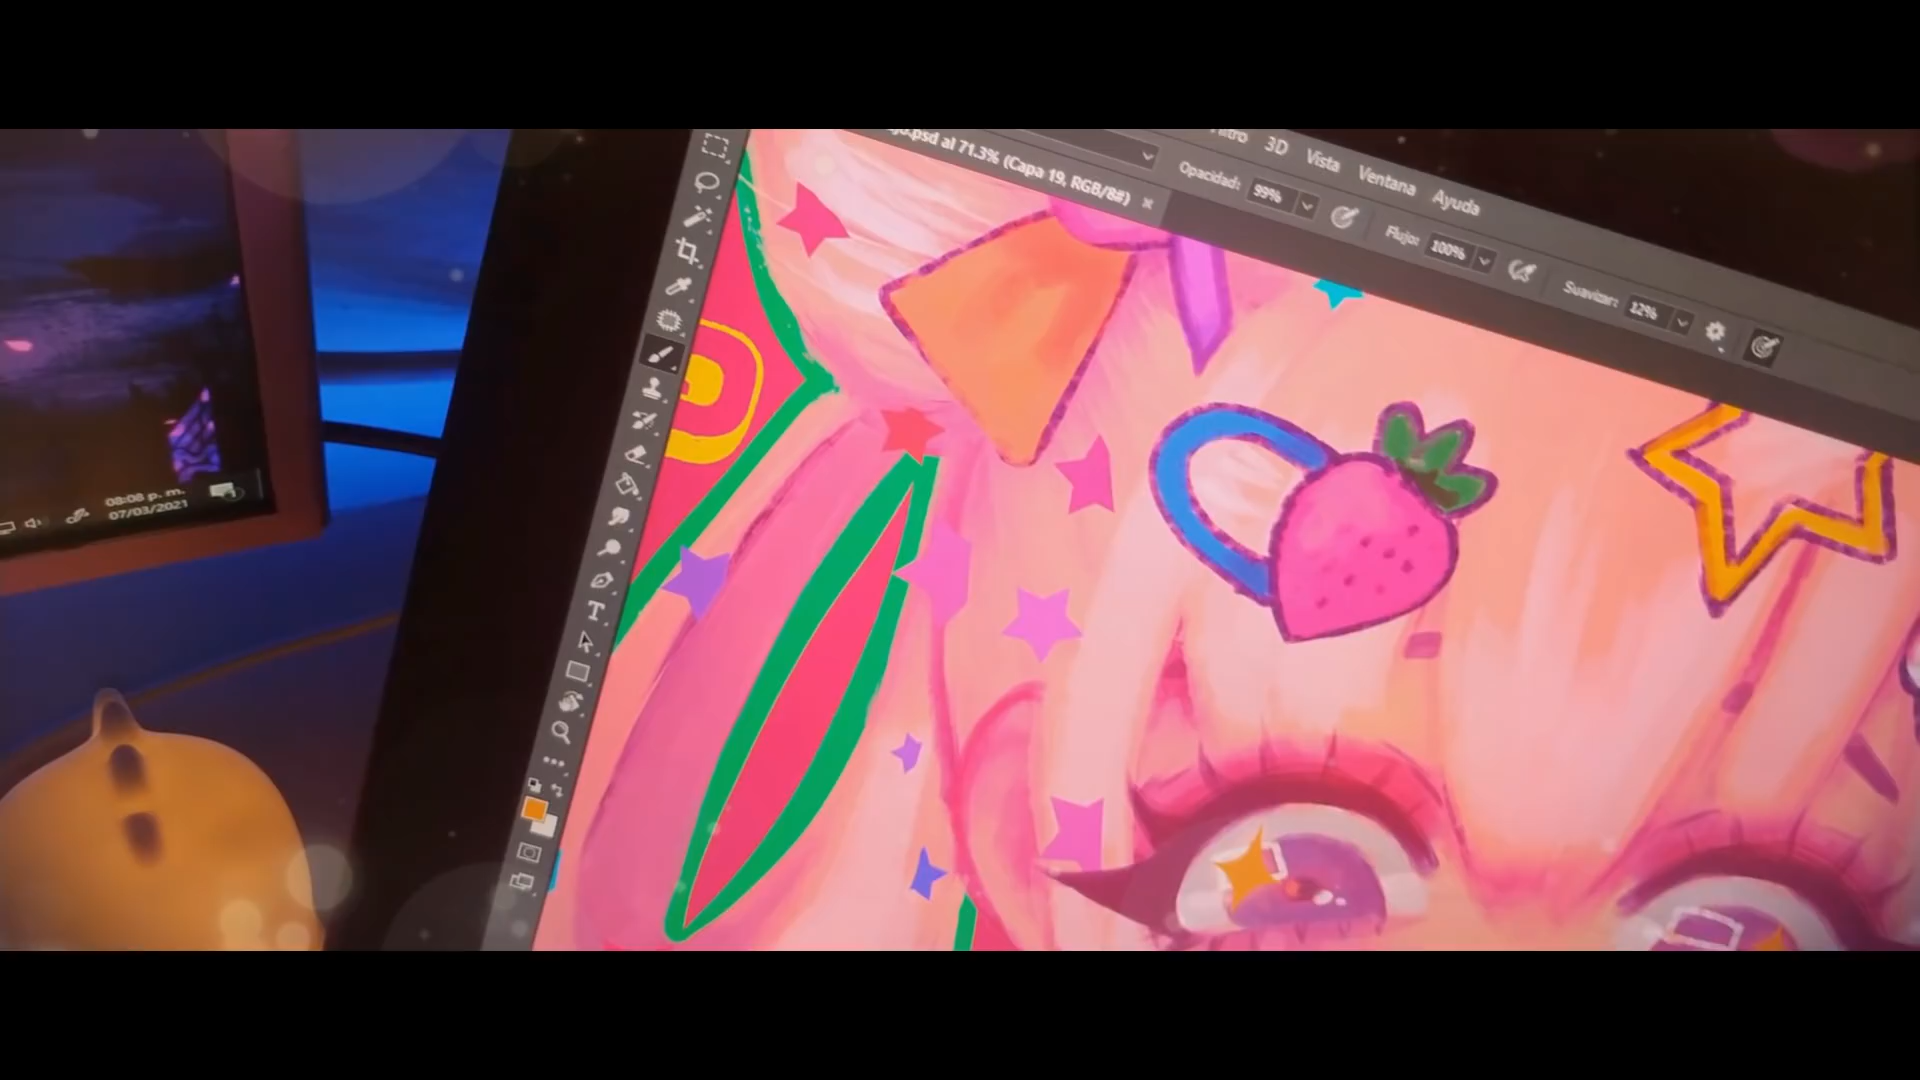 3D Vista Ventana Ayuda
Opacidad: 99% Flujo: 100% Suavizar: 12%
.psd al 71.3% (Capa 19, RGB/8#) ×
T
08:08 p. m.
07/03/2021